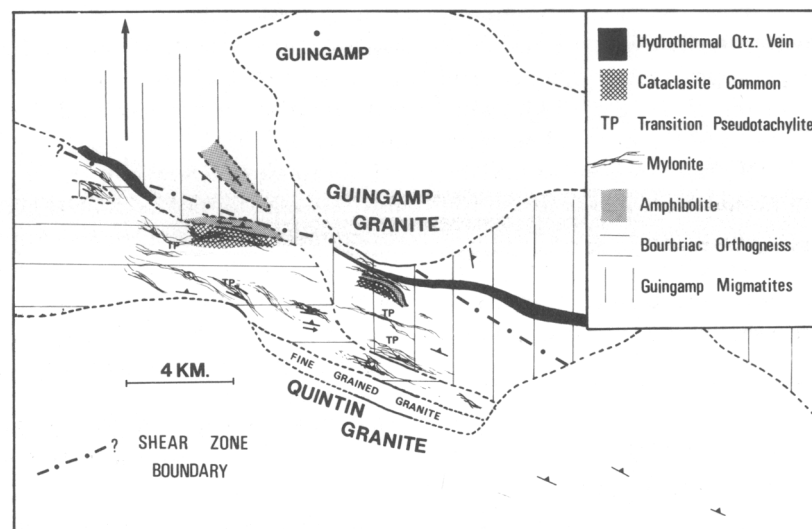 GUINGAMP
GUINGAMP
GRANITE
?
TP
TP
TP
TP
FINE GRAINED GRANITE
QUINTIN
GRANITE
4 KM.
? SHEAR ZONE
BOUNDARY
Hydrothermal Qtz. Vein
Cataclasite Common
TP Transition Pseudotachylite
Mylonite
Amphibolite
Bourbriac Orthogneiss
Guingamp Migmatites